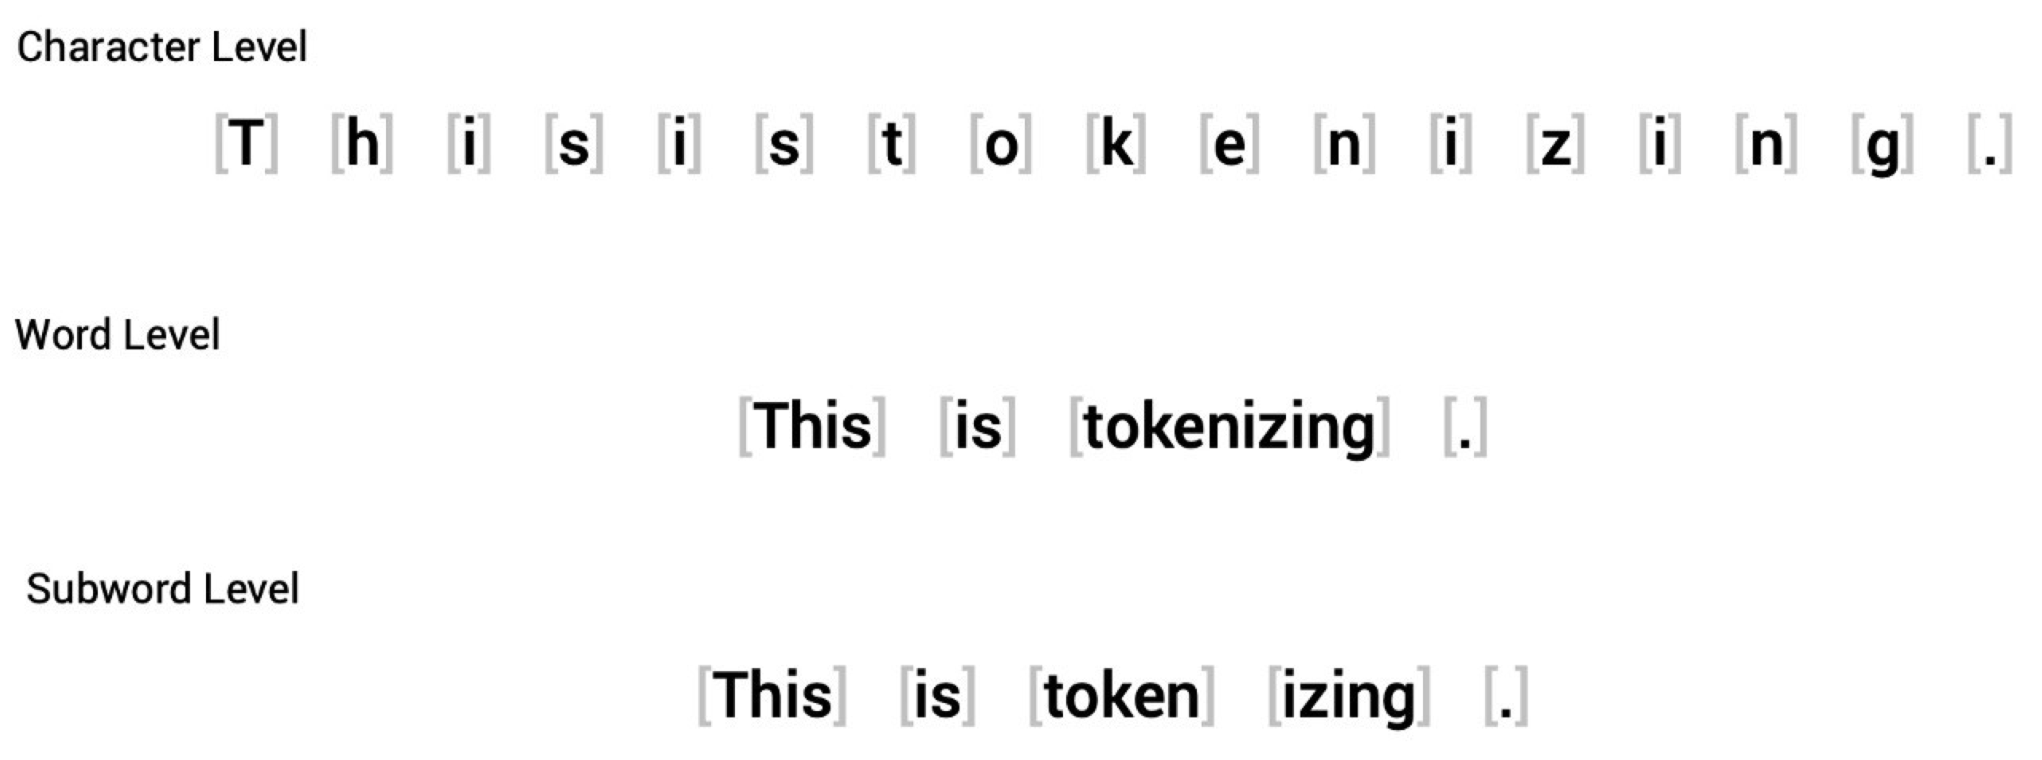 Character Level
[T] [h] [i] [s] [i] [s] [t] [o] [k] [e] [n] [i] [z] [i] [n] [g] [.]
Word Level
[This] [is] [tokenizing] [.]
Subword Level
[This] [is] [token] [izing] [.]